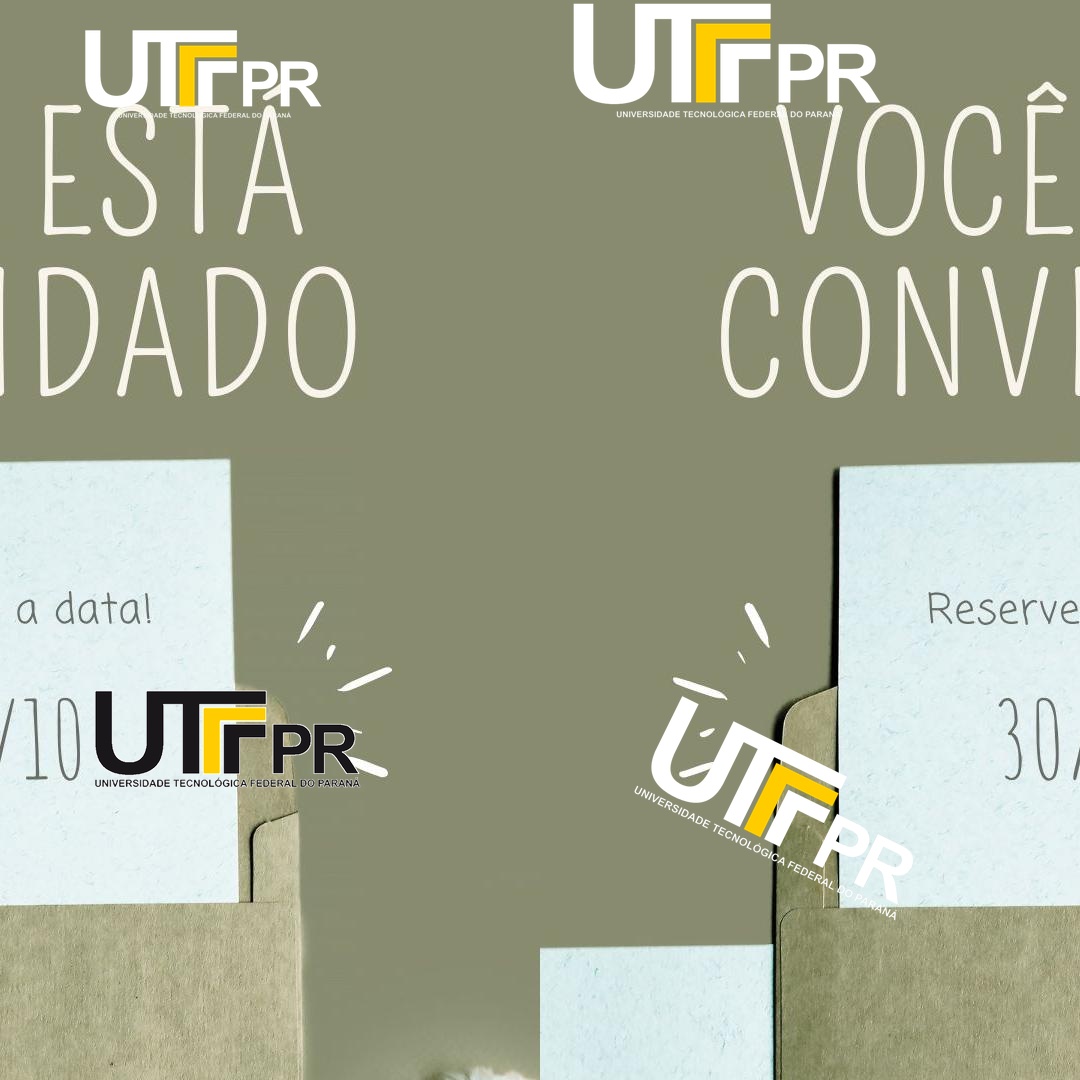 UTFPR
UNIVERSIDADE TECNOLÓGICA FEDERAL DO PARANÁ
ESTÁ
IDADO
a data!
/10
UTFPR
UNIVERSIDADE TECNOLÓGICA FEDERAL DO PARANÁ
UTFPR
UNIVERSIDADE TECNOLÓGICA FEDERAL DO PARANÁ
VOCÊ
CONVI
Reserve
30/
UTFPR
UNIVERSIDADE TECNOLÓGICA FEDERAL DO PARANÁ